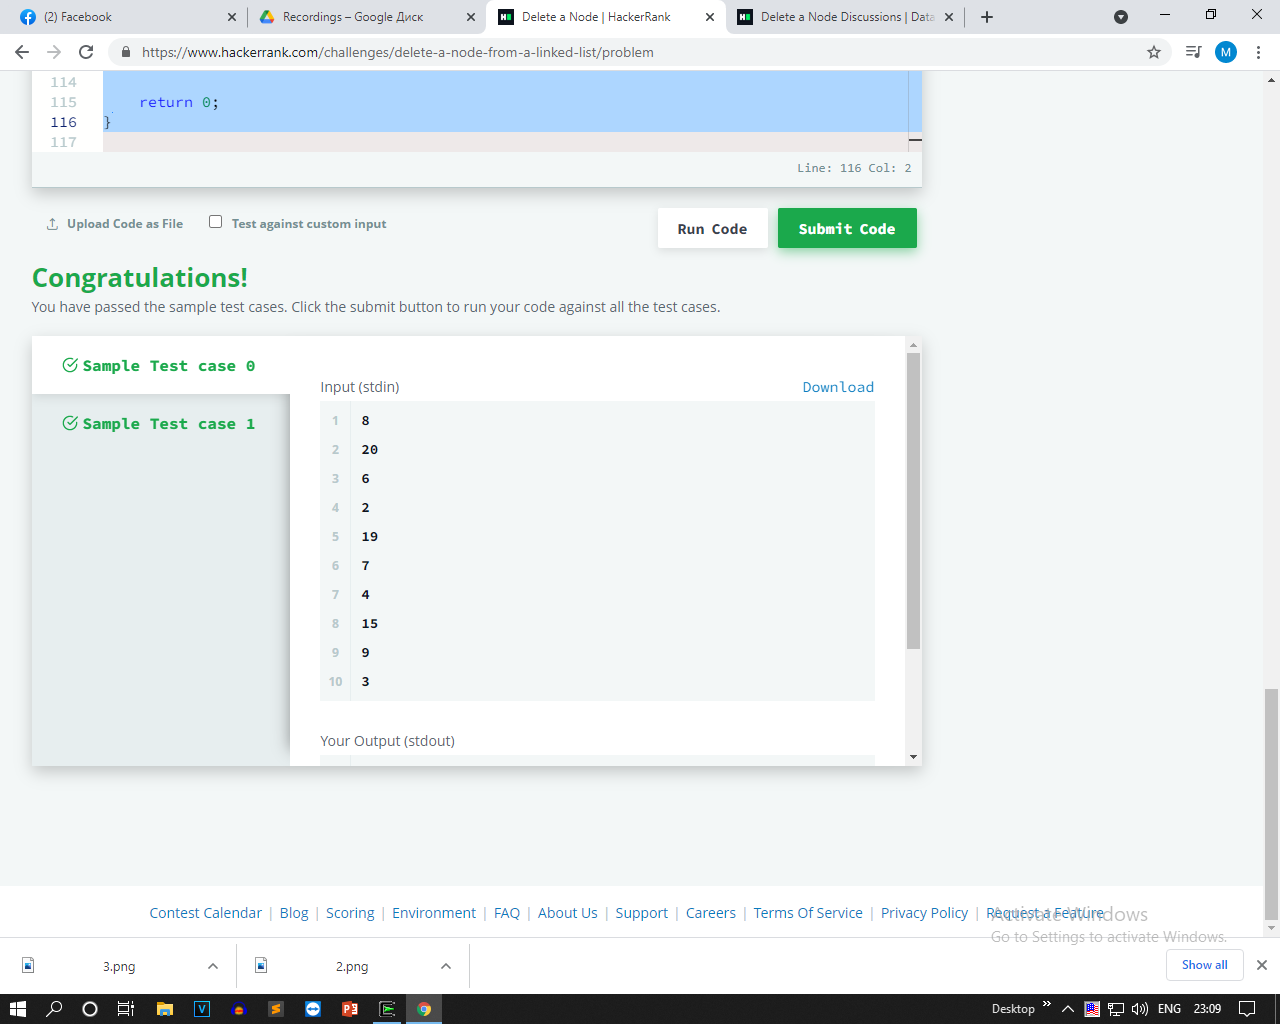 (2) Facebook
Recordings – Google Диск
Delete a Node | HackerRank
Delete a Node Discussions | Data
https://www.hackerrank.com/challenges/delete-a-node-from-a-linked-list/problem
M
114
115 return 0;
116 }
117
Line: 116 Col: 2
Upload Code as File
Test against custom input
Run Code
Submit Code
Congratulations!
You have passed the sample test cases. Click the submit button to run your code against all the test cases.
Sample Test case 0
Sample Test case 1
Input (stdin)
Download
1 8
2 20
3 6
4 2
5 19
6 7
7 4
8 15
9 9
10 3
Your Output (stdout)
Contest Calendar | Blog | Scoring | Environment | FAQ | About Us | Support | Careers | Terms Of Service | Privacy Policy | Request a Feature
Activate Windows
Go to Settings to activate Windows.
3.png
2.png
Show all
Desktop
ENG
23:09